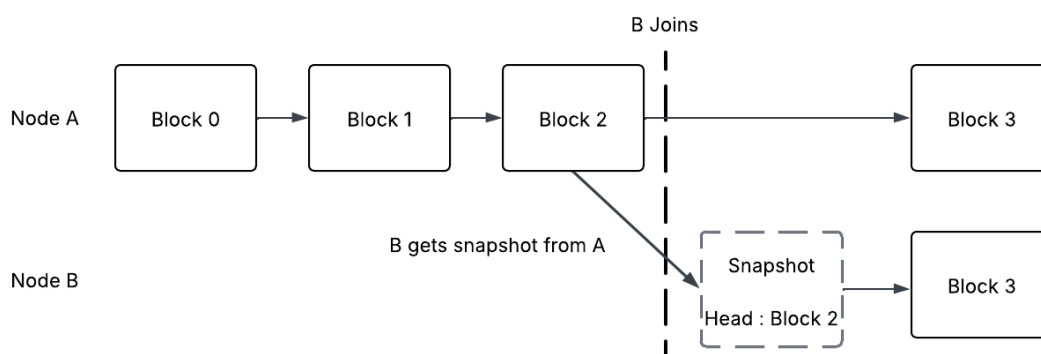 B Joins
Node A
Block 0
Block 1
Block 2
Block 3
B gets snapshot from A
Node B
Snapshot
Head : Block 2
Block 3